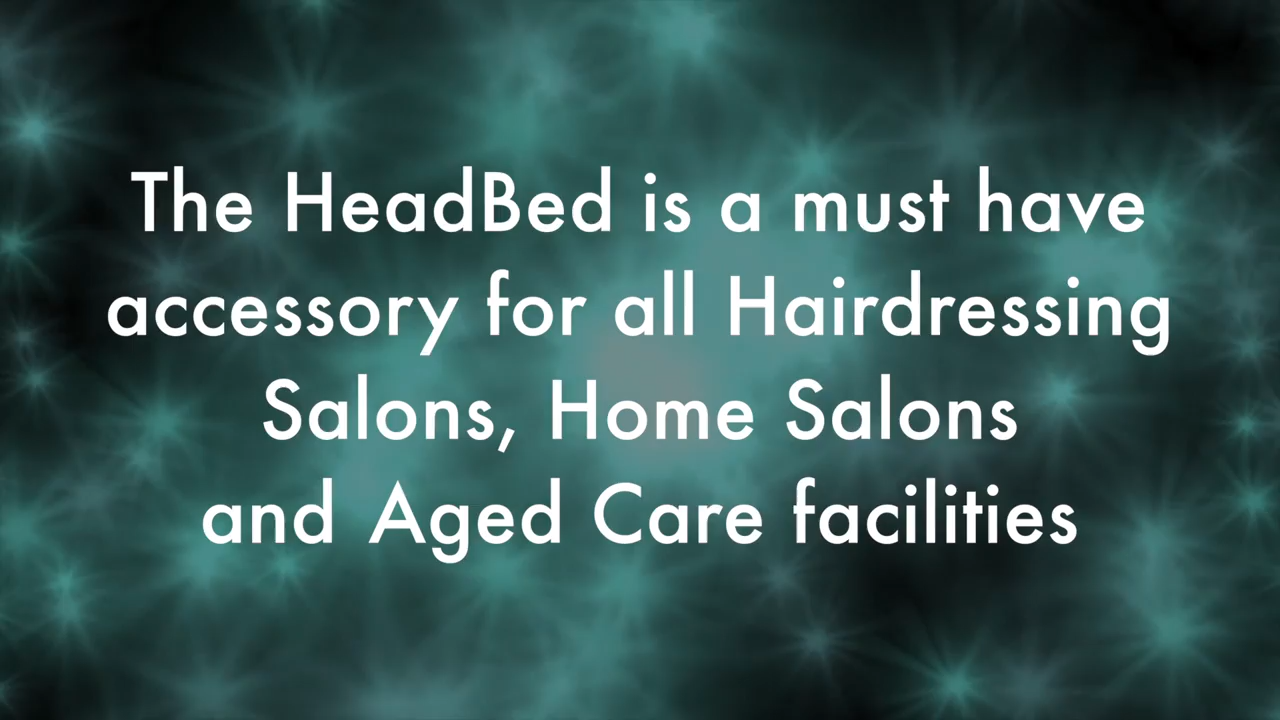 The HeadBed is a must have
accessory for all Hairdressing
Salons, Home Salons
and Aged Care facilities